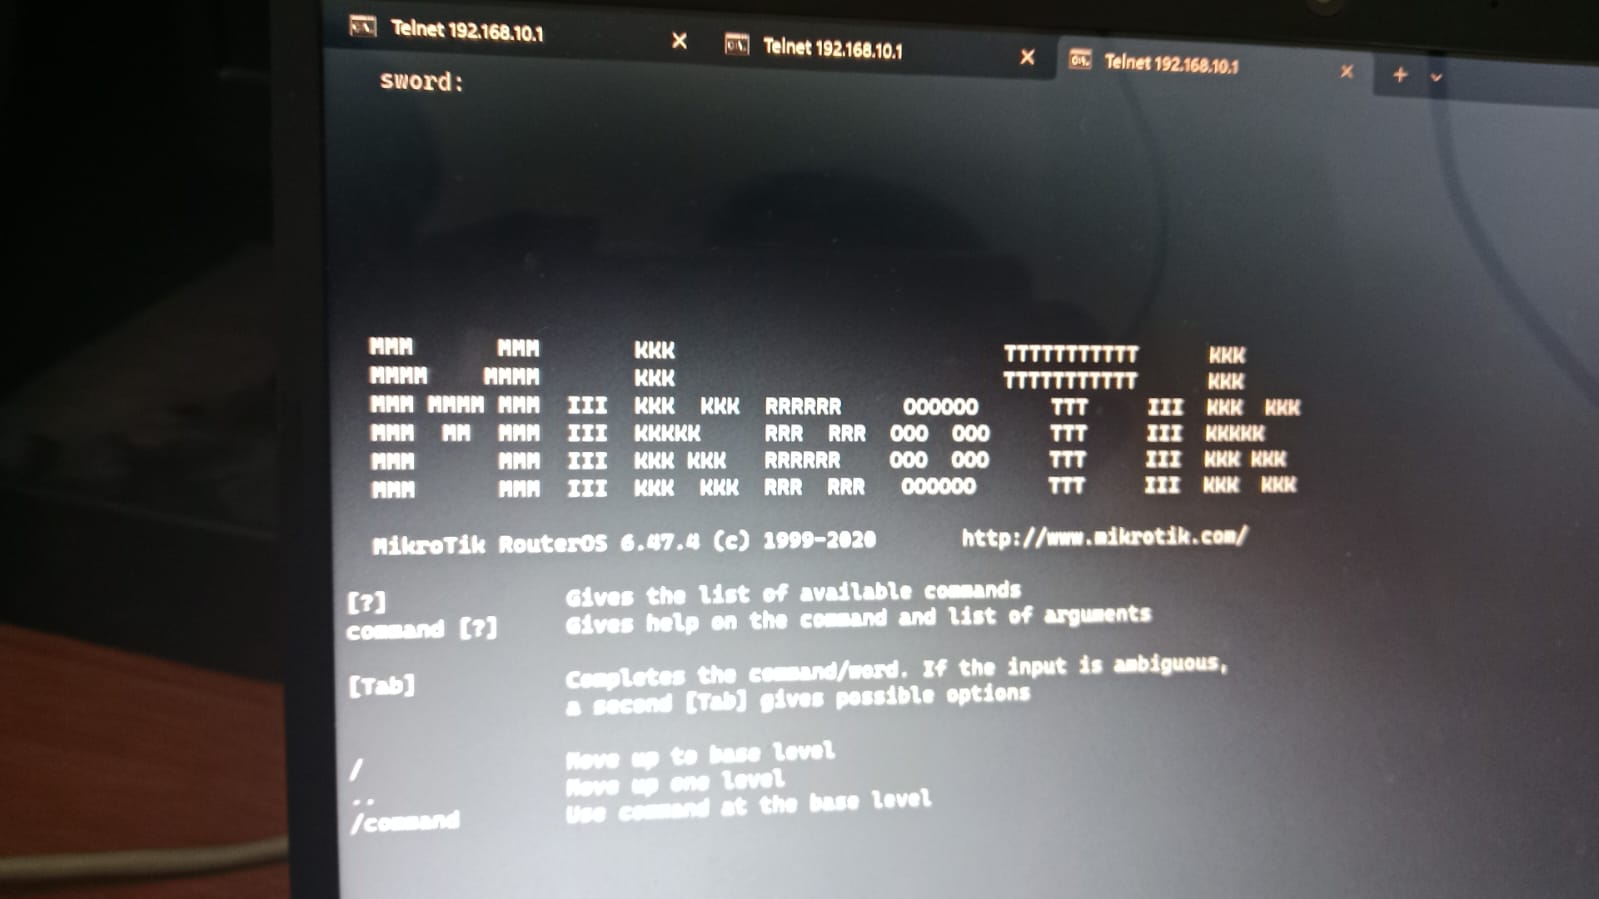 Telnet 192.168.10.1 Telnet 192.168.10.1 Telnet 192.168.10.1
sword:
MMM      MMM       KKK                       TTTTTTTTTTT     KKK
MMMM    MMMM       KKK                       TTTTTTTTTTT     KKK
MMM MMMM MMM  III  KKK  KKK  RRRRRR    OOOOOO     TTT    III  KKK  KKK
MMM  MM  MMM  III  KKKKK     RRR  RRR  OOO  OOO    TTT    III  KKKKK
MMM      MMM  III  KKK KKK   RRRRRR   OOO  OOO    TTT    III  KKK KKK
MMM      MMM  III  KKK  KKK  RRR  RRR   OOOOOO     TTT    III  KKK  KKK
MikroTik RouterOS 6.47.4 (c) 1999-2020       http://www.mikrotik.com/
[?]             Gives the list of available commands
command [?]     Gives help on the command and list of arguments
[Tab]           Completes the command/word. If the input is ambiguous,
a second [Tab] gives possible options
/               Move up to base level
..              Move up one level
/command        Use command at the base level